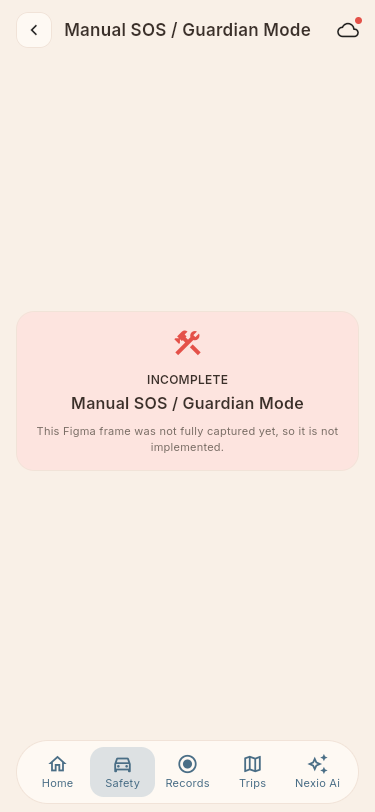 Manual SOS / Guardian Mode
INCOMPLETE
Manual SOS / Guardian Mode
This Figma frame was not fully captured yet, so it is not
implemented.
Home
Safety
Records
Trips
Nexio Ai